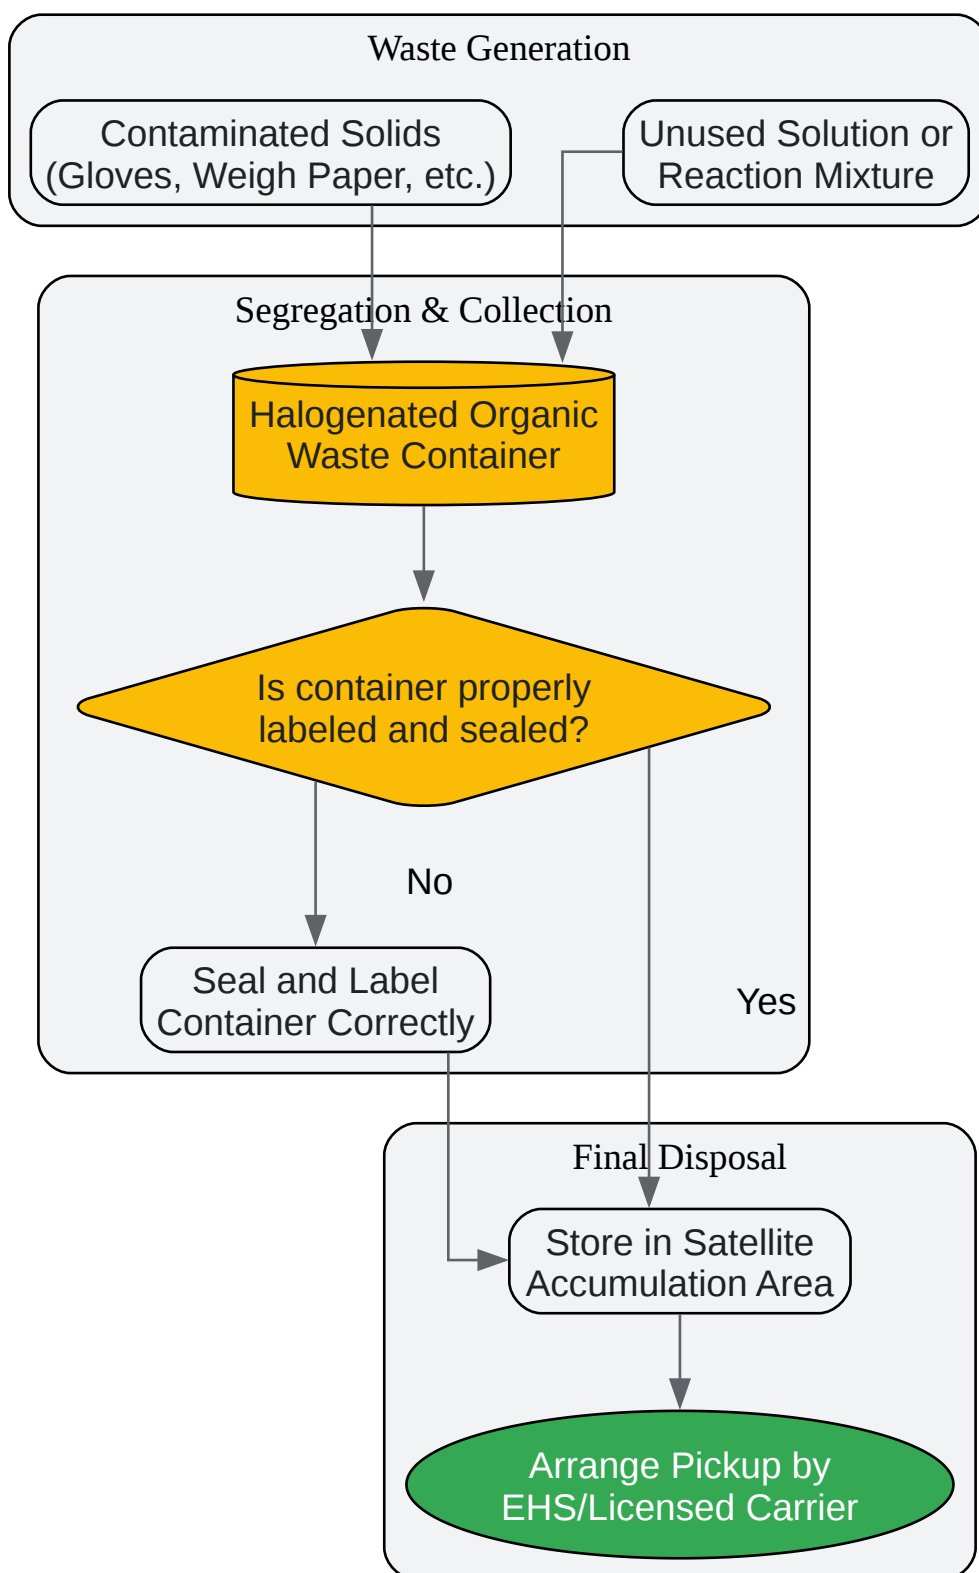 Waste Generation
Contaminated Solids
(Gloves, Weigh Paper, etc.)
Unused Solution or
Reaction Mixture
Segregation & Collection
Halogenated Organic
Waste Container
Is container properly
labeled and sealed?
No
Seal and Label
Container Correctly
Yes
Final Disposal
Store in Satellite
Accumulation Area
Arrange Pickup by
EHS/Licensed Carrier